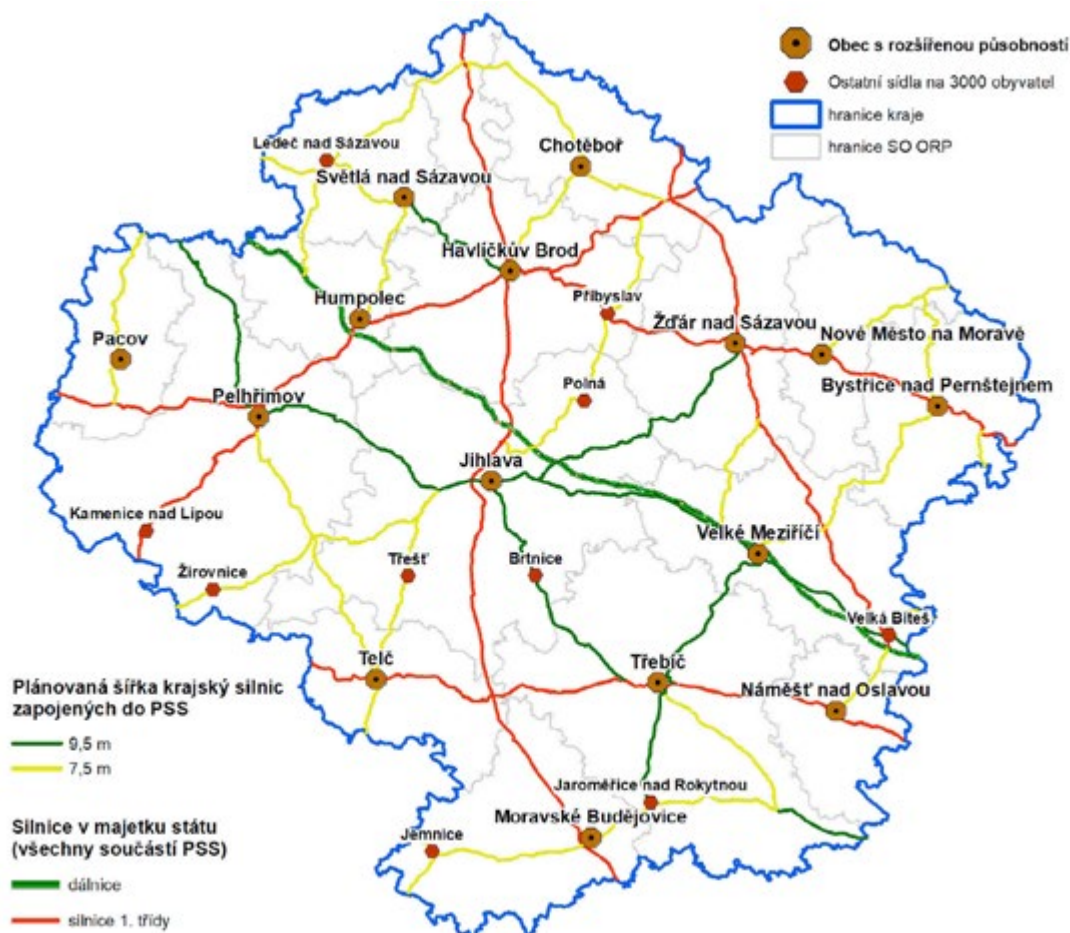 Obec s rozšířenou působností
Ostatní sídla na 3000 obyvatel
hranice kraje
hranice SO ORP
Ledeč nad Sázavou
Chotěboř
Světlá nad Sázavou
Havlíčkův Brod
Humpolec
Přibyslav
Žďár nad Sázavou
Nové Město na Moravě
Pacov
Polná
Bystřice nad Pernštejnem
Pelhřimov
Jihlava
Kamenice nad Lipou
Velké Meziříčí
Třešť
Brtnice
Žirovnice
Velká Bíteš
Telč
Třebíč
Náměšť nad Oslavou
Plánovaná šířka krajský silnic
zapojených do PSS
9,5 m
7,5 m
Jaroměřice nad Rokytnou
Moravské Budějovice
Jemnice
Silnice v majetku státu
(všechny součástí PSS)
dálnice
silnice 1. třídy